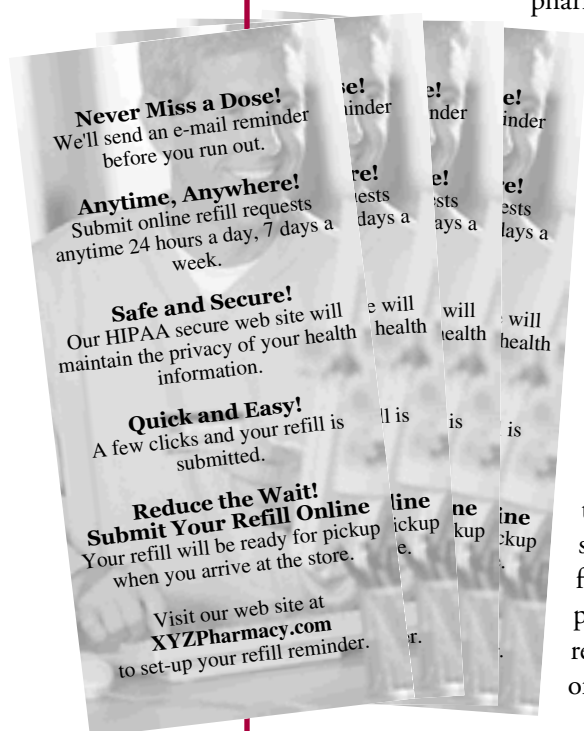 phar
Never Miss a Dose!
We'll send an e-mail reminder
before you run out.
Anytime, Anywhere!
Submit online refill requests
anytime 24 hours a day, 7 days a
week.
Safe and Secure!
Our HIPAA secure web site will
maintain the privacy of your health
information.
Quick and Easy!
A few clicks and your refill is
submitted.
Reduce the Wait!
Submit Your Refill Online
Your refill will be ready for pickup
when you arrive at the store.
Visit our web site at
XYZPharmacy.com
to set-up your refill reminder.